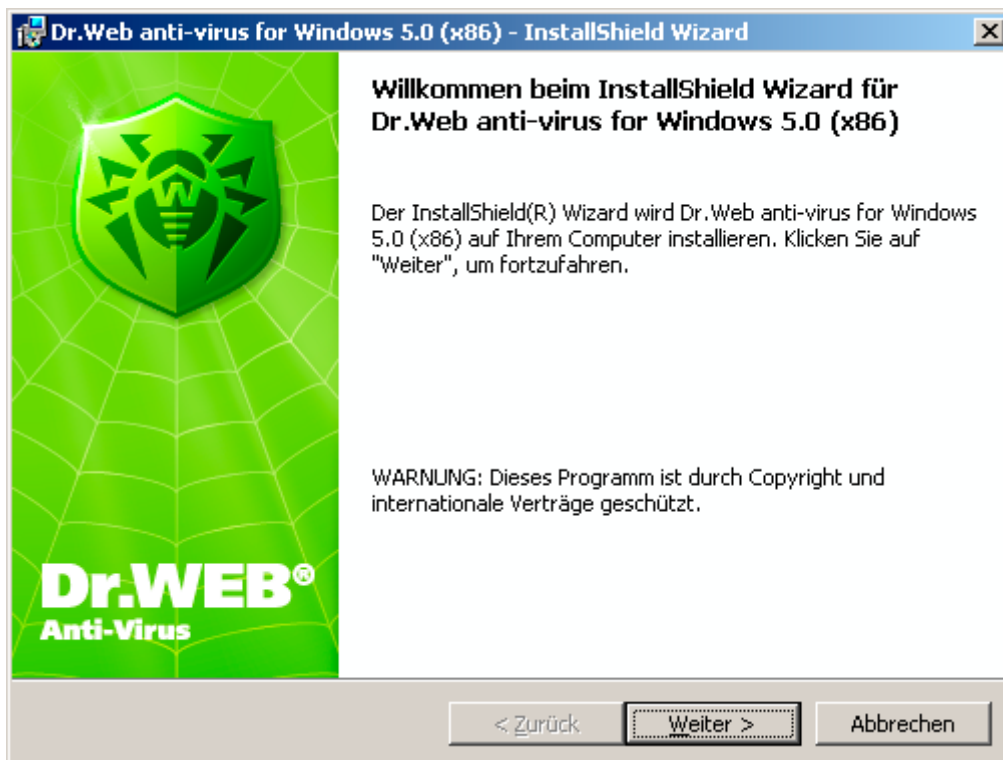 Dr.Web anti-virus for Windows 5.0 (x86) - InstallShield Wizard
Willkommen beim InstallShield Wizard für
Dr.Web anti-virus for Windows 5.0 (x86)
Der InstallShield(R) Wizard wird Dr.Web anti-virus for Windows
5.0 (x86) auf Ihrem Computer installieren. Klicken Sie auf
"Weiter", um fortzufahren.
WARNUNG: Dieses Programm ist durch Copyright und
internationale Verträge geschützt.
W
Dr.WEB®
Anti-Virus
< Zurück
Weiter >
Abbrechen